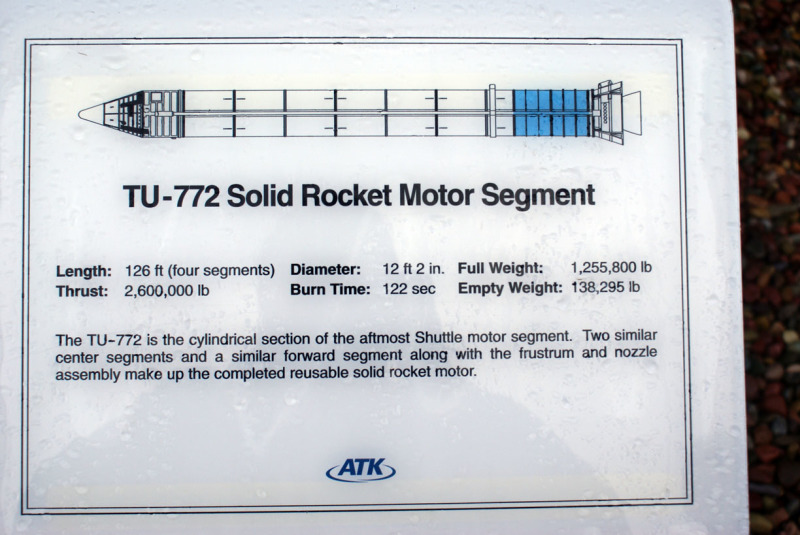 TU-772 Solid Rocket Motor Segment
Length: 126 ft (four segments) Diameter: 12 ft 2 in. Full Weight: 1,255,800 lb
Thrust: 2,600,000 lb Burn Time: 122 sec Empty Weight: 138,295 lb
The TU-772 is the cylindrical section of the aftmost Shuttle motor segment. Two similar
center segments and a similar forward segment along with the frustrum and nozzle
assembly make up the completed reusable solid rocket motor.
ATK